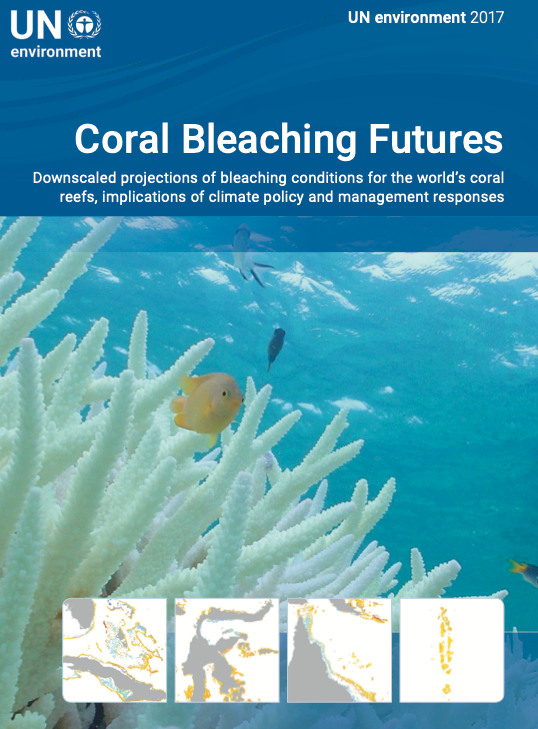 UN environment 2017
UN
environment
Coral Bleaching Futures
Downscaled projections of bleaching conditions for the world's coral
reefs, implications of climate policy and management responses